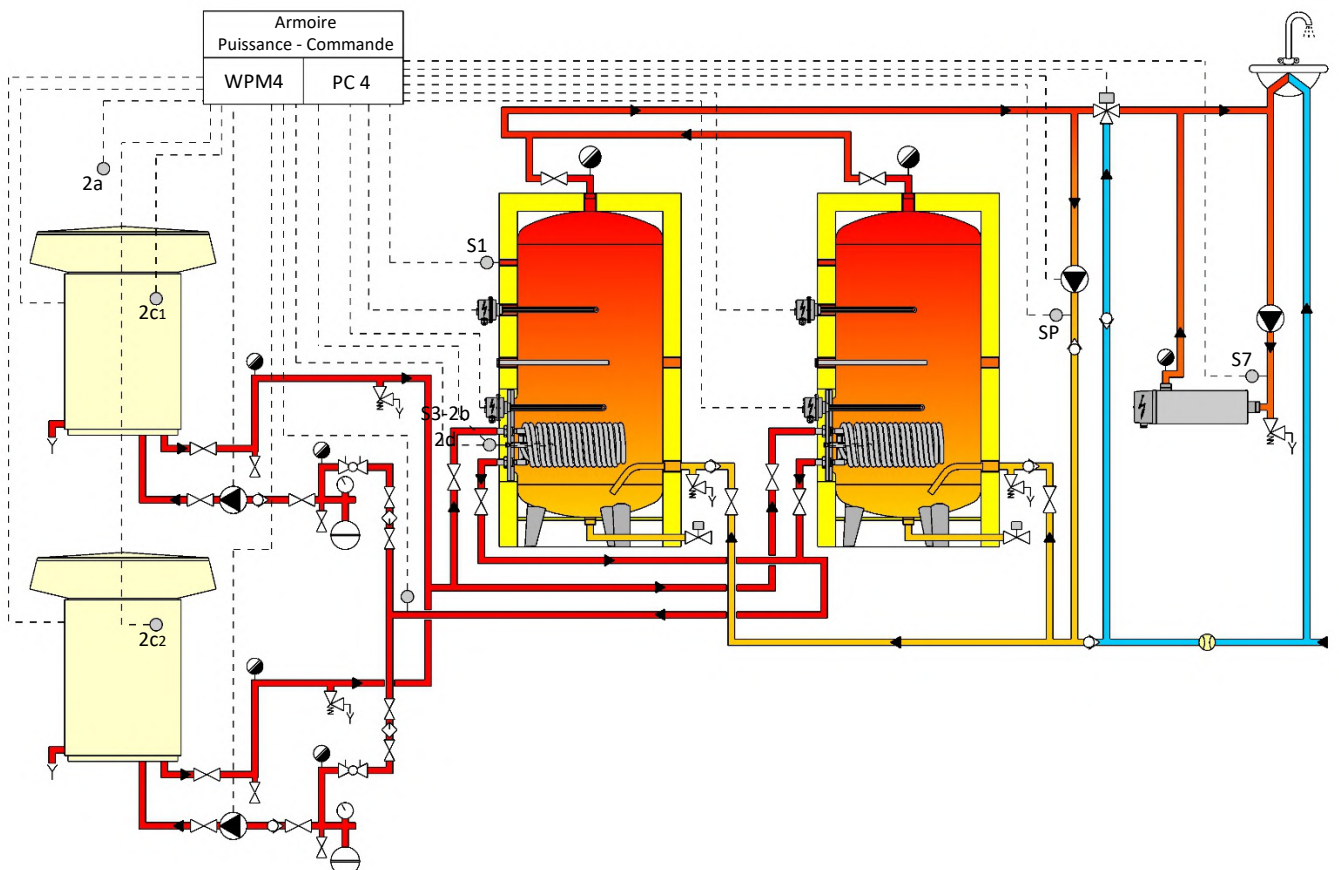 Armoire
Puissance - Commande
WPM4
PC 4
2a
S1
2c1
SP
S7
S3-2b
2d
2c2